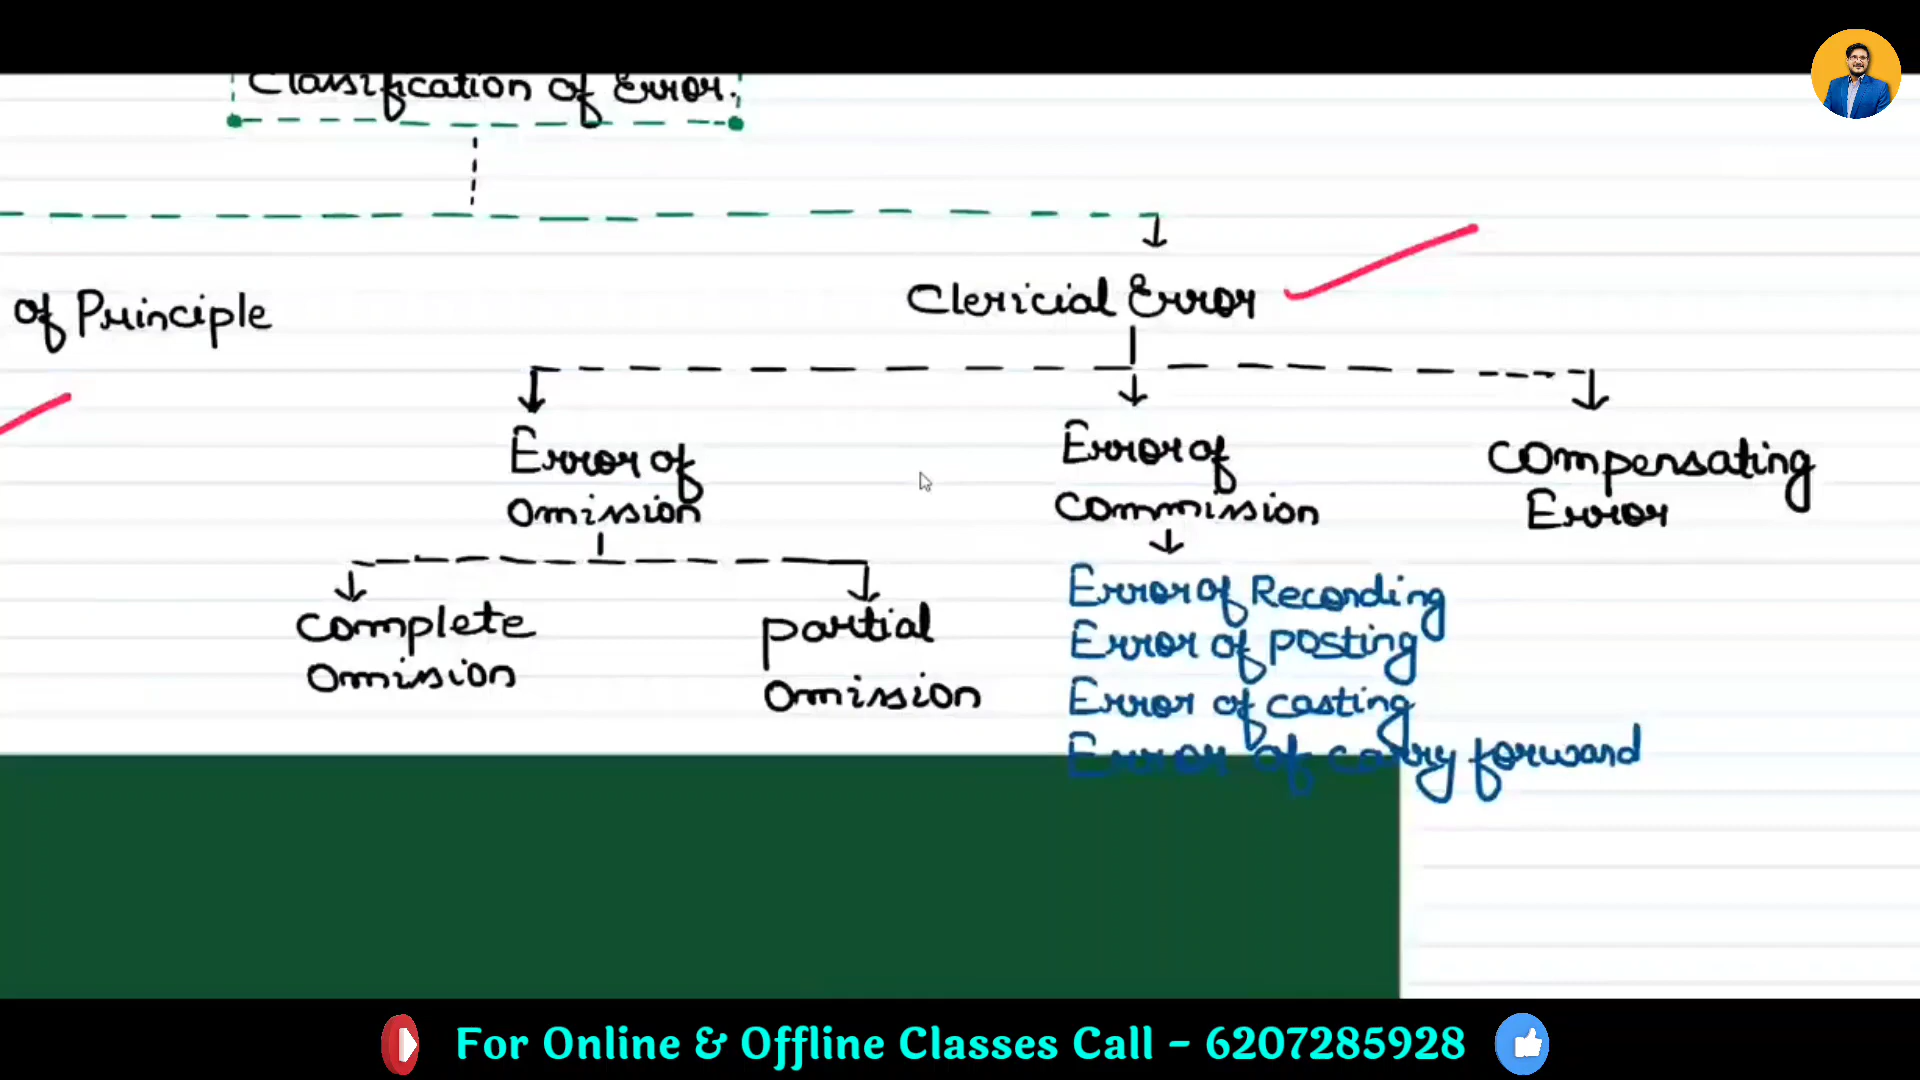 Classification of Error.
of Principle
Clericial Error
Error of
omission
Error of
commission
compensating
Error
complete
omission
partial
omission
Error of Recording
Error of posting
Error of casting
Error of carry forward
For Online & Offline Classes Call - 6207285928